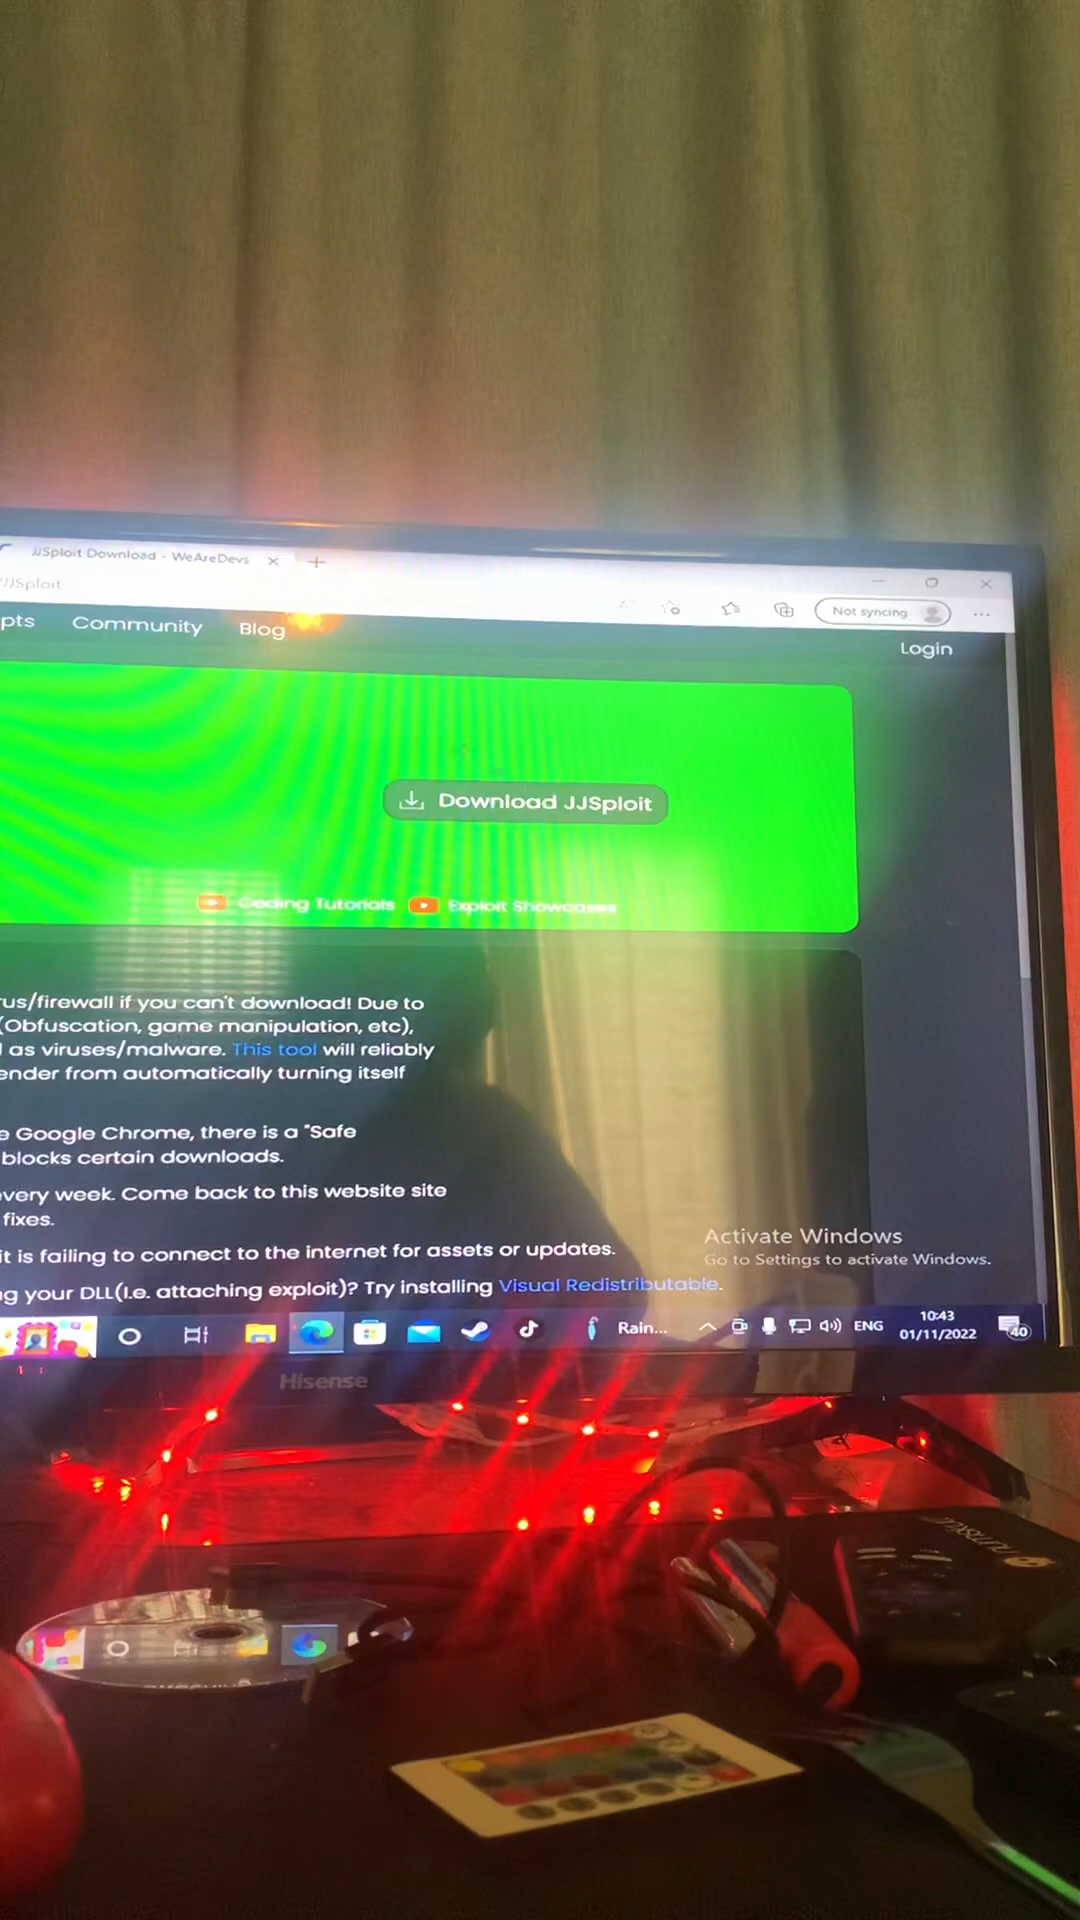 JJSploit Download - WeAreDevs
/JJSploit
Not syncing
pts Community Blog
Login
Download JJSploit
Coding Tutorials Exploit Showcases
rus/firewall if you can't download! Due to
(Obfuscation, game manipulation, etc),
as viruses/malware. This tool will reliably
ender from automatically turning itself
e Google Chrome, there is a "Safe
blocks certain downloads.
every week. Come back to this website site
fixes.
it is failing to connect to the internet for assets or updates.
ng your DLL(I.e. attaching exploit)? Try installing Visual Redistributable.
Activate Windows
Go to Settings to activate Windows.
Rain...
ENG
10:43
01/11/2022
40
Hisense